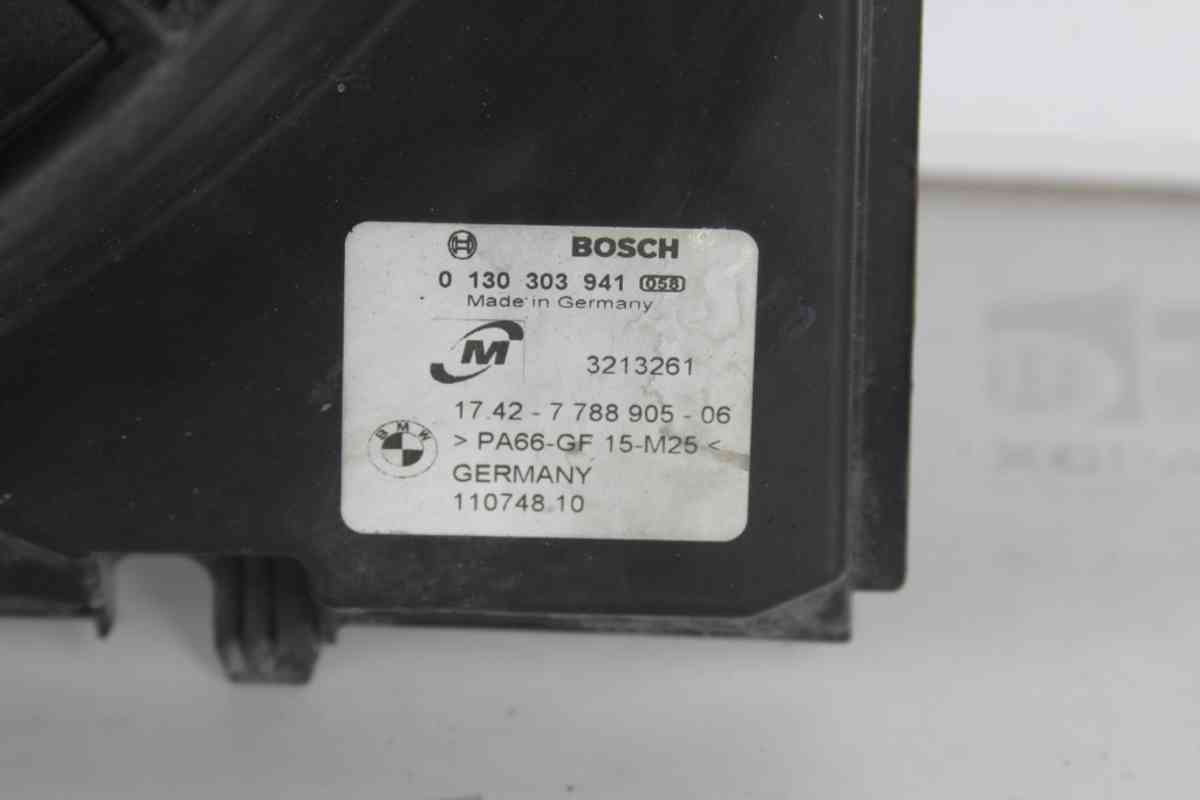 BOSCH
0 130 303 941 058
Made in Germany
M
3213261
17.42 - 7 788 905 - 06
BMW
> PA66-GF 15-M25 <
GERMANY
110748.10